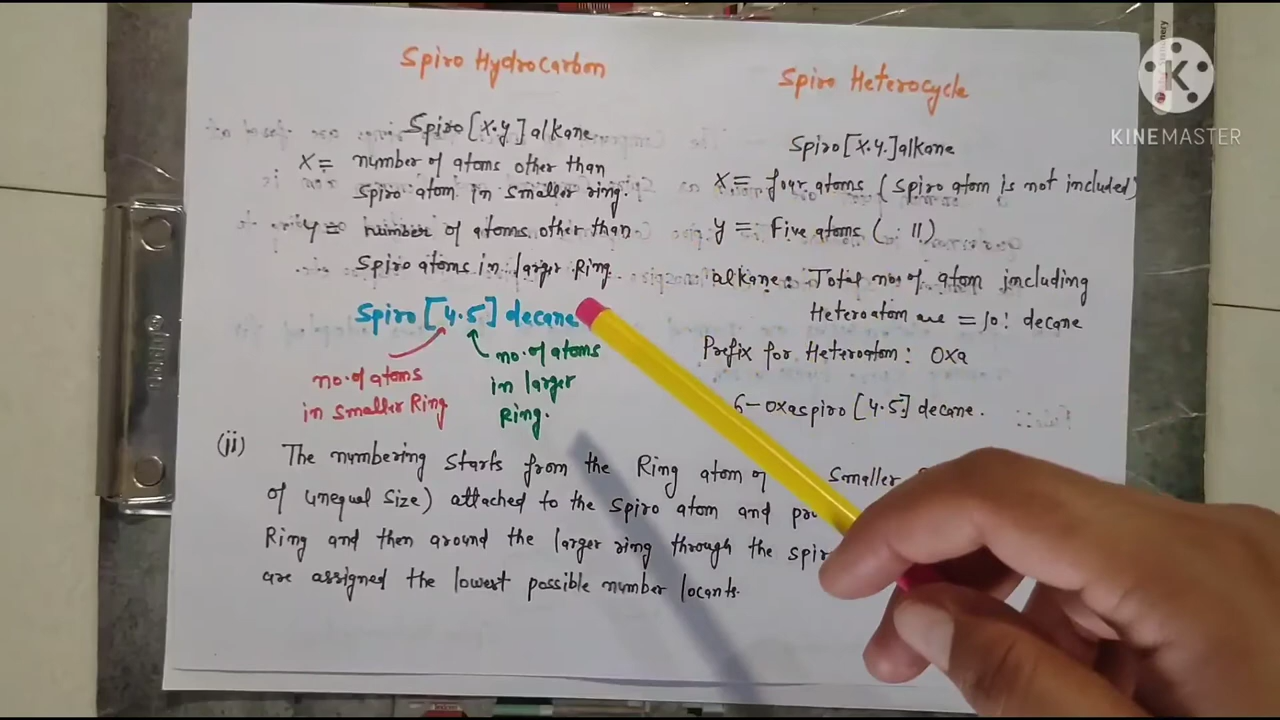 Spiro Hydrocarbon
Spiro [x.y] alkane
x = number of atoms other than
spiro atom in smaller ring.
y = number of atoms other than
Spiro atoms in larger Ring
Spiro [4.5] decane
no. of atoms
in smaller Ring
no. of atoms
in larger
Ring.
Spiro Heterocycle
Spiro [x.y.] alkane
x = four atoms (spiro atom is not included)
y = Five atoms (. 11)
alkane: Total no. of atom including
Heteroatom are = 10: decane
Prefix for Heteroatom: Oxa
6-oxaspiro [4.5.] decane.
(ii) The numbering starts from the Ring atom of Smaller
of unequal size) attached to the spiro atom and
Ring and then around the larger ring through the
are assigned the lowest possible number locants.
KINEMASTER